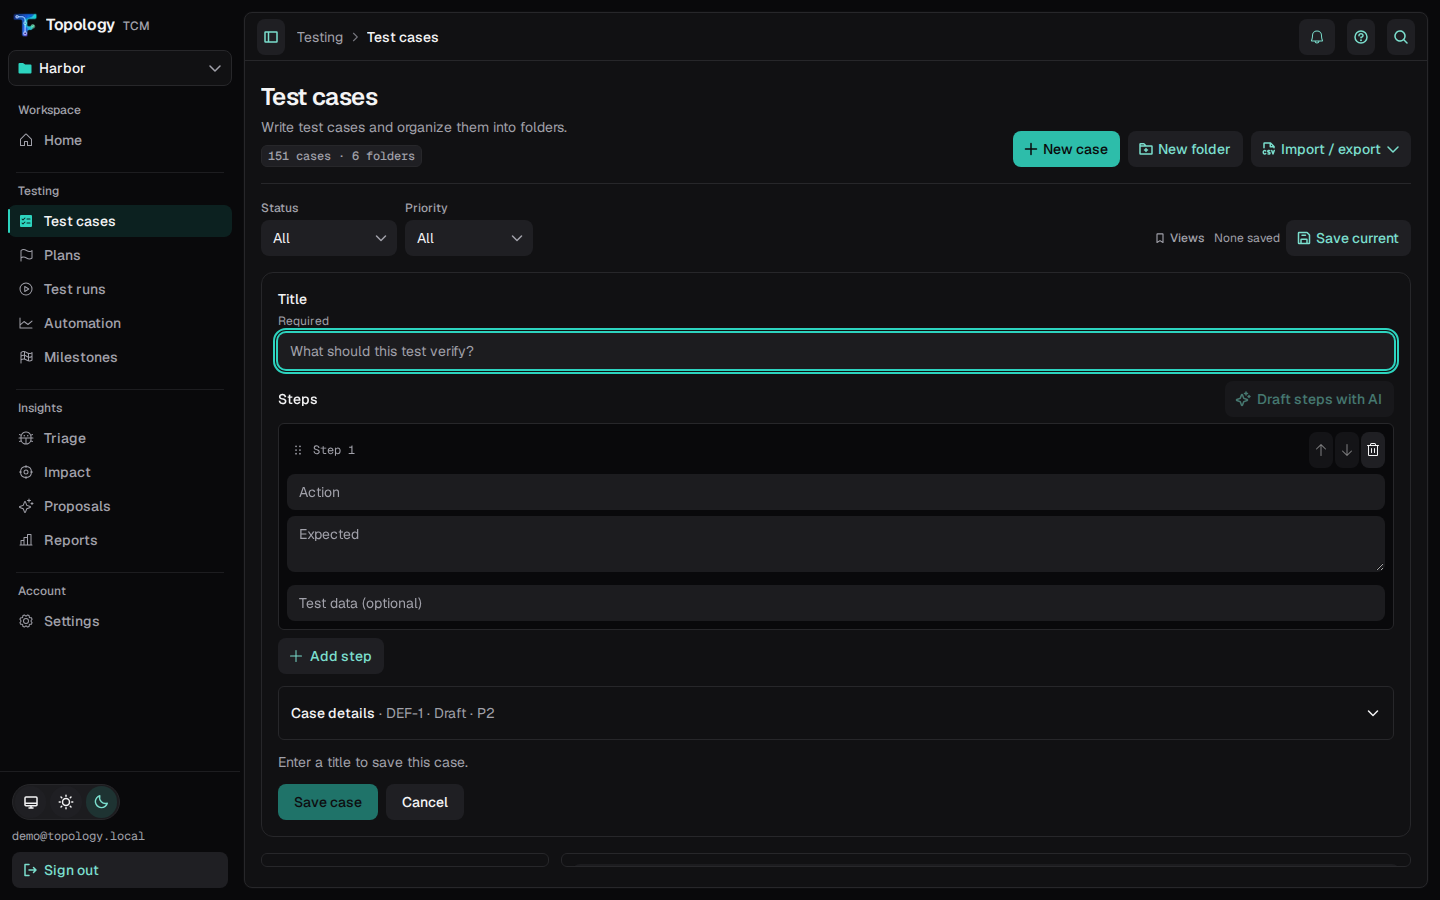 Topology TCM
Harbor
Workspace
Home
Testing
Test cases
Plans
Test runs
Automation
Milestones
Insights
Triage
Impact
Proposals
Reports
Account
Settings
demo@topology.local
Sign out
Testing > Test cases
Test cases
Write test cases and organize them into folders.
151 cases · 6 folders
New case
New folder
CSV Import / export
Status
All
Priority
All
Views None saved
Save current
Title
Required
What should this test verify?
Steps
Draft steps with AI
Step 1
Action
Expected
Test data (optional)
Add step
Case details · DEF-1 · Draft · P2
Enter a title to save this case.
Save case
Cancel